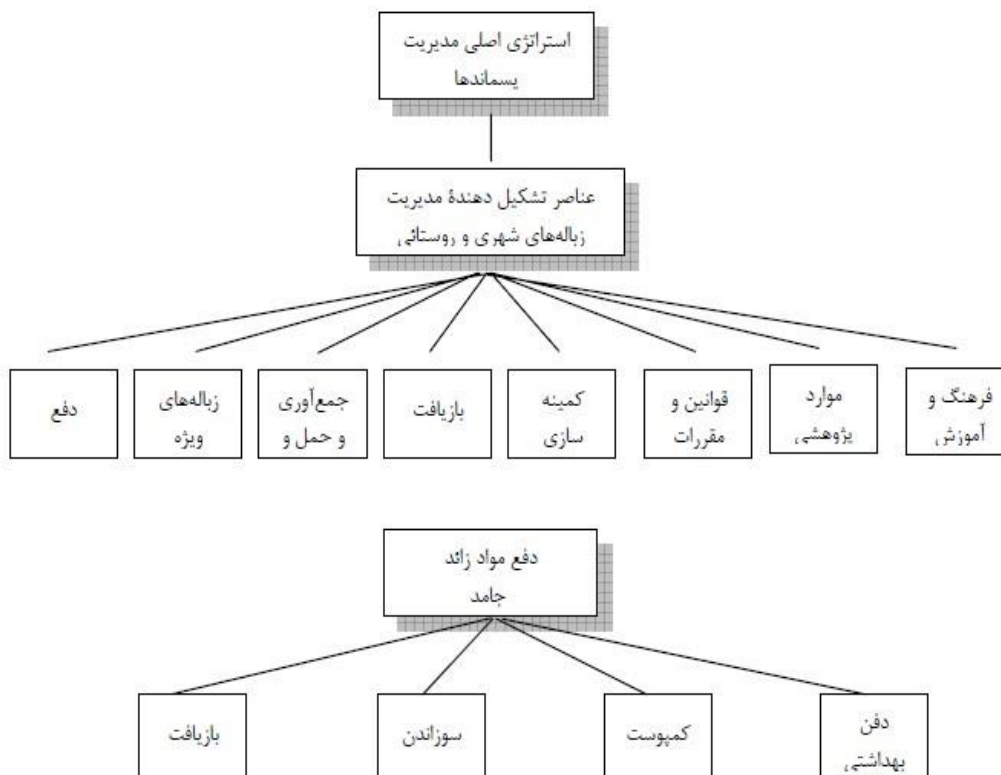 استراتژی اصلی مدیریت
پسماندها
عناصر تشکیل دهندهٔ مدیریت
زباله‌های شهری و روستائی
فرهنگ و
آموزش
موارد
پژوهشی
قوانین و
مقررات
کمینه
سازی
بازیافت
جمع‌آوری
و حمل و
زباله‌های
ویژه
دفع
دفع مواد زائد
جامد
دفن
بهداشتی
کمپوست
سوزاندن
بازیافت